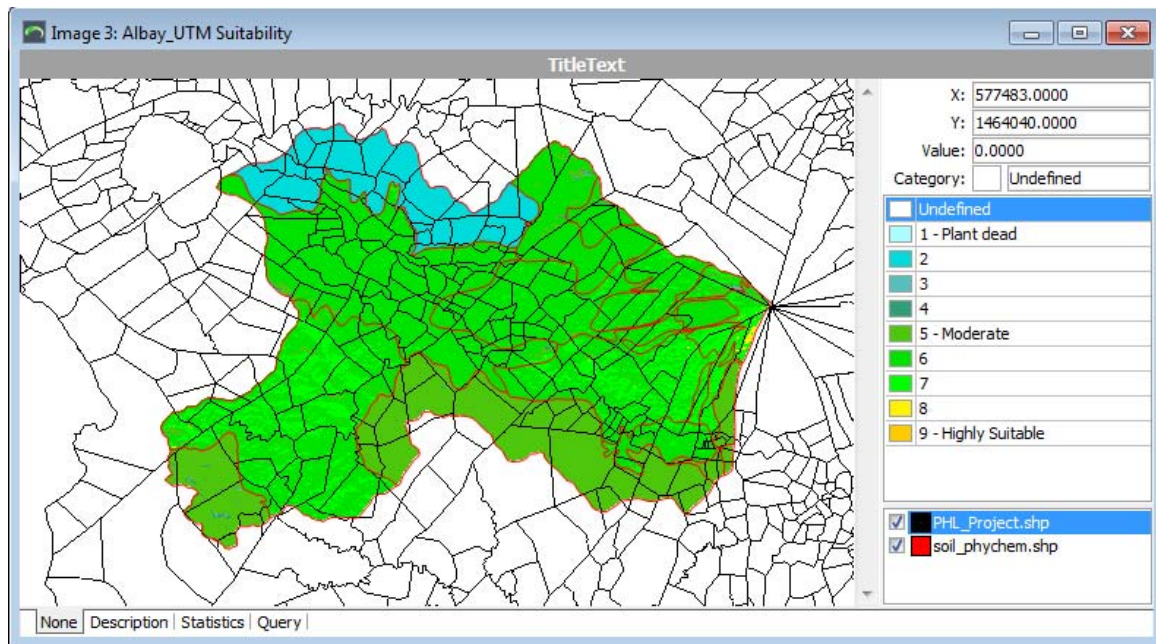 Image 3: Albay_UTM Suitability
TitleText
X: 577483.0000
Y: 1464040.0000
Value: 0.0000
Category: Undefined
Undefined
1 - Plant dead
2
3
4
5 - Moderate
6
7
8
9 - Highly Suitable
PHL_Project.shp
soil_phychem.shp
None Description Statistics Query